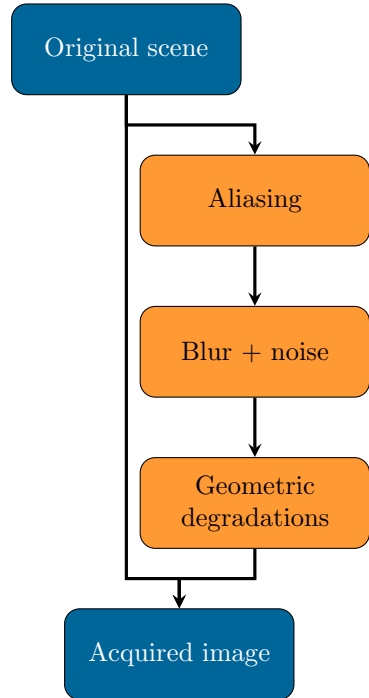 Original scene
Aliasing
Blur + noise
Geometric
degradations
Acquired image